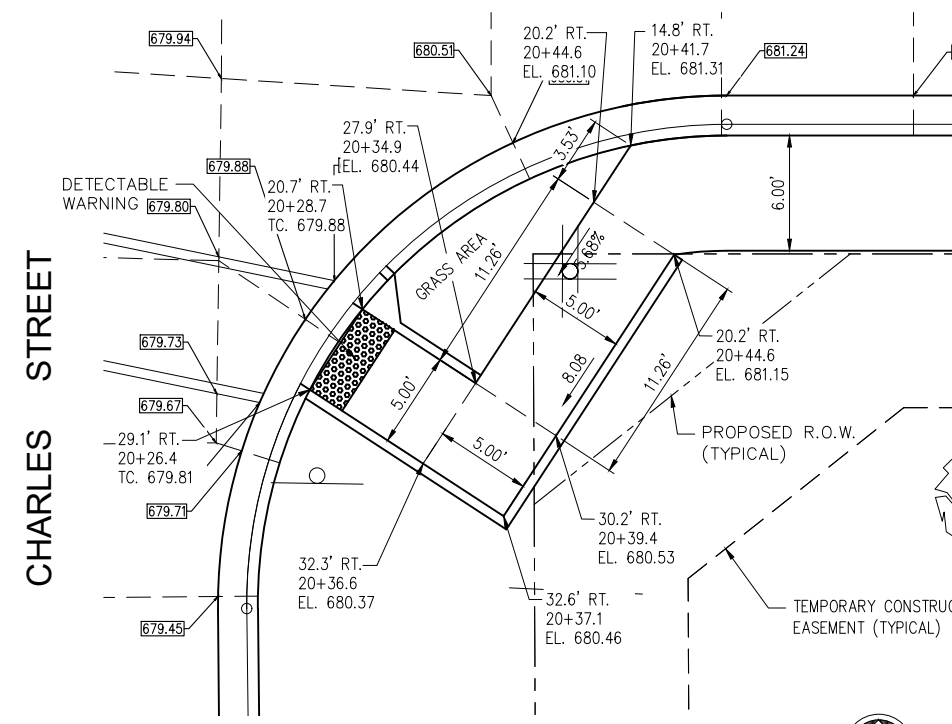 679.94
680.51
20.2' RT.
20+44.6
EL. 681.10
14.8' RT.
20+41.7
EL. 681.31
681.24
27.9' RT.
20+34.9
EL. 680.44
3.53'
679.88
DETECTABLE
WARNING
679.80
20.7' RT.
20+28.7
TC. 679.88
6.00'
GRASS AREA
11.26'
5.68%
5.00'
CHARLES STREET
679.73
20.2' RT.
20+44.6
EL. 681.15
8.08
11.26'
5.00'
679.67
29.1' RT.
20+26.4
TC. 679.81
5.00'
PROPOSED R.O.W.
(TYPICAL)
679.71
30.2' RT.
20+39.4
EL. 680.53
32.3' RT.
20+36.6
EL. 680.37
32.6' RT.
20+37.1
EL. 680.46
679.45
TEMPORARY CONSTRUC
EASEMENT (TYPICAL)